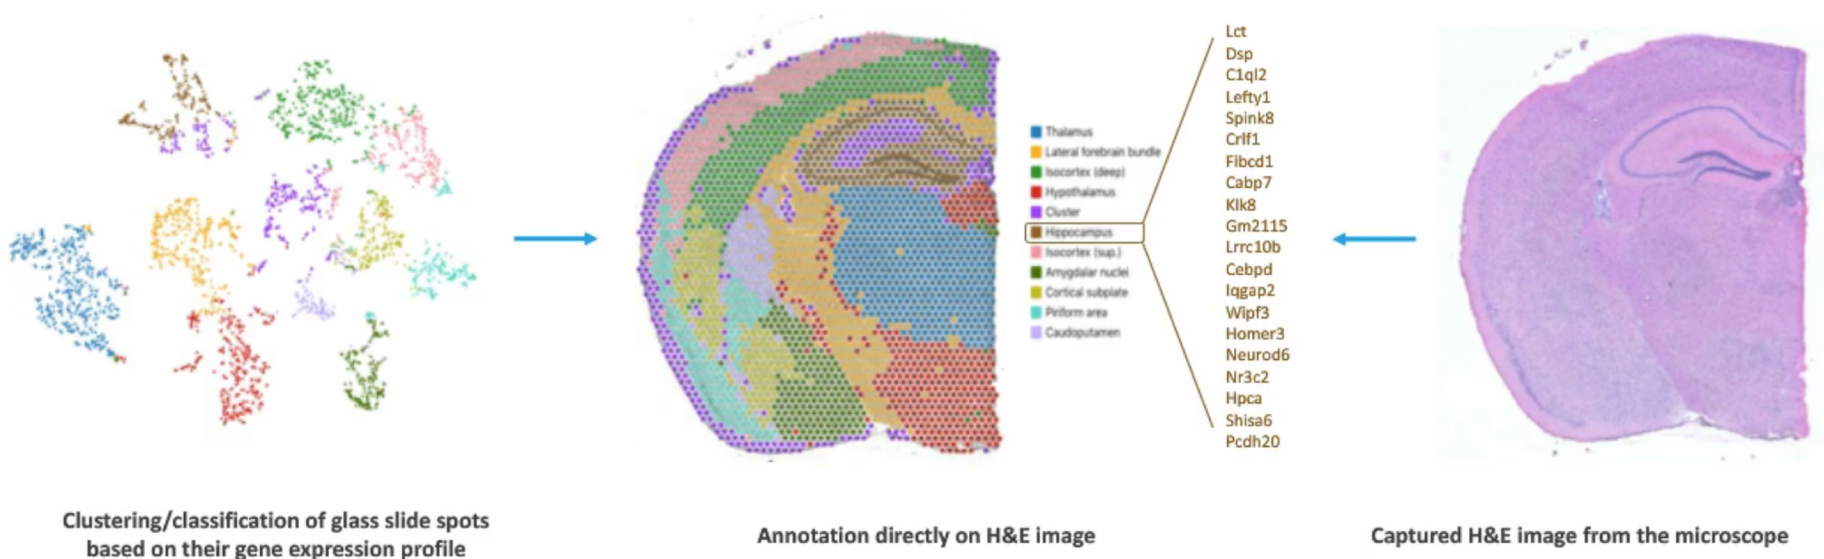 Lct
Dsp
C1ql2
Lefty1
Spink8
Crlf1
Fibcd1
Cabp7
Klk8
Gm2115
Lrrc10b
Cebpd
Iqgap2
Wipf3
Homer3
Neurod6
Nr3c2
Hpca
Shisa6
Pcdh20
Thalamus
Lateral forebrain bundle
Isocortex (deep)
Hypothalamus
Cluster
Hippocampus
Isocortex (sup.)
Amygdalar nuclei
Cortical subplate
Piriform area
Caudoputamen
Clustering/classification of glass slide spots
based on their gene expression profile
Annotation directly on H&E image
Captured H&E image from the microscope